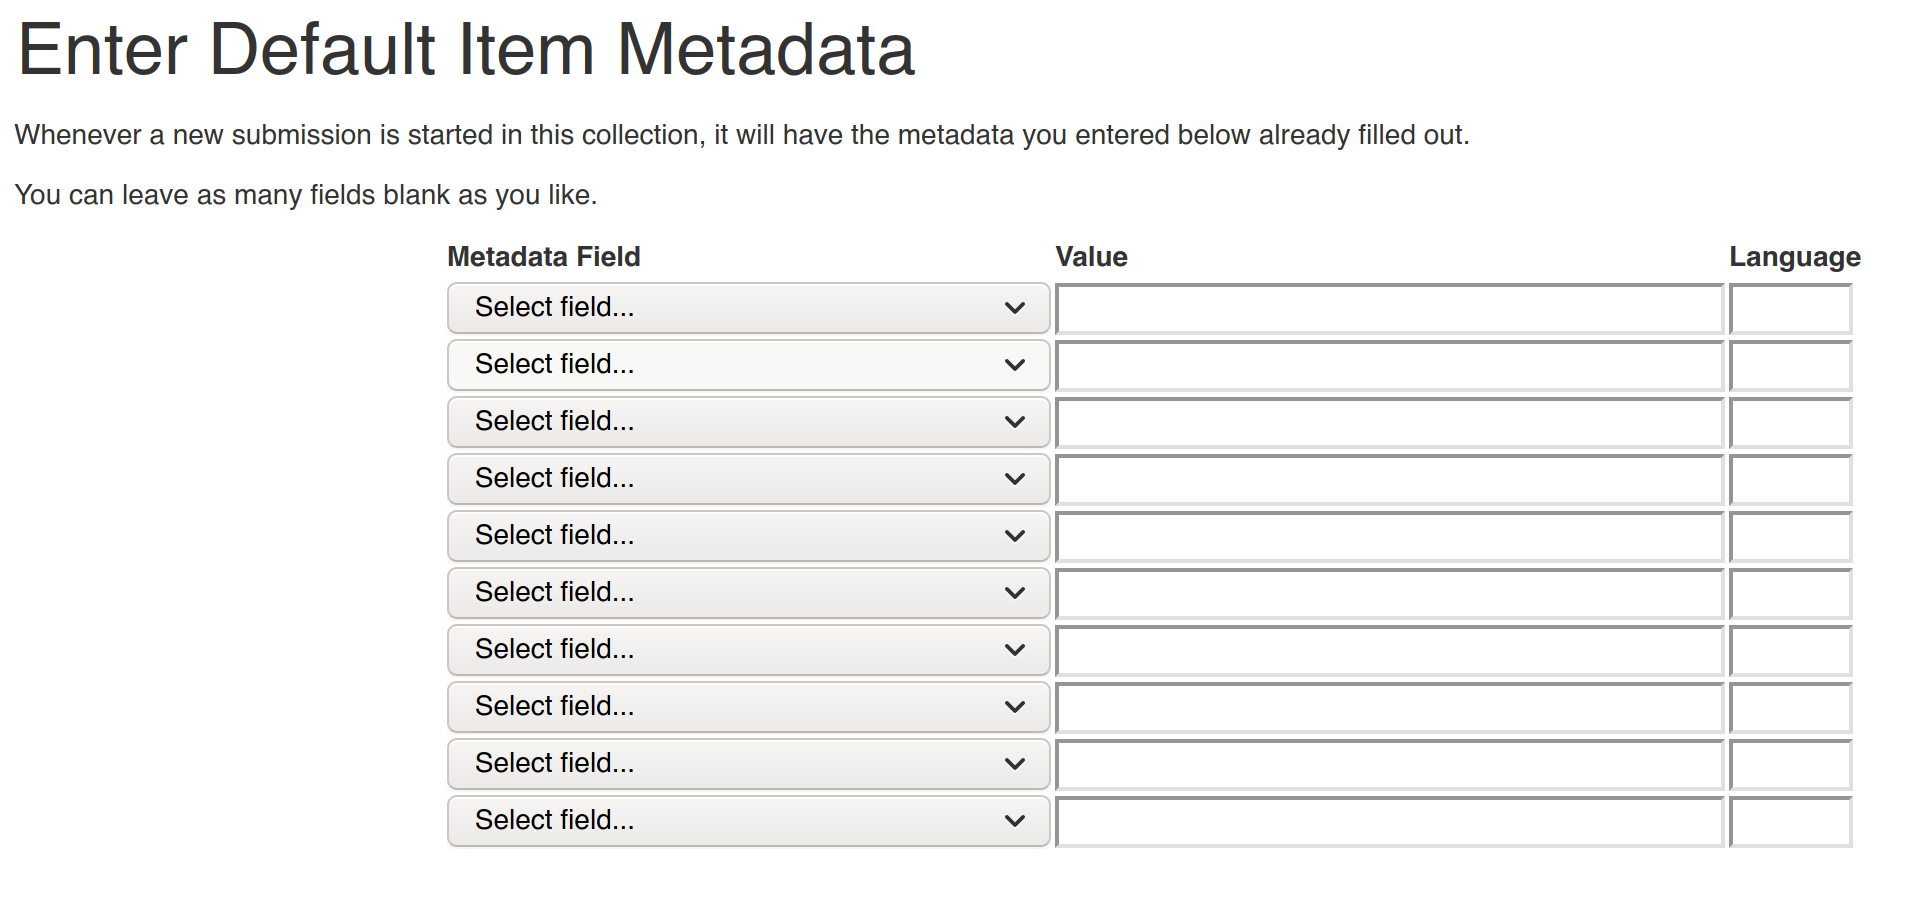 Enter Default Item Metadata
Whenever a new submission is started in this collection, it will have the metadata you entered below already filled out.
You can leave as many fields blank as you like.
Metadata Field Value Language
Select field...
Select field...
Select field...
Select field...
Select field...
Select field...
Select field...
Select field...
Select field...
Select field...